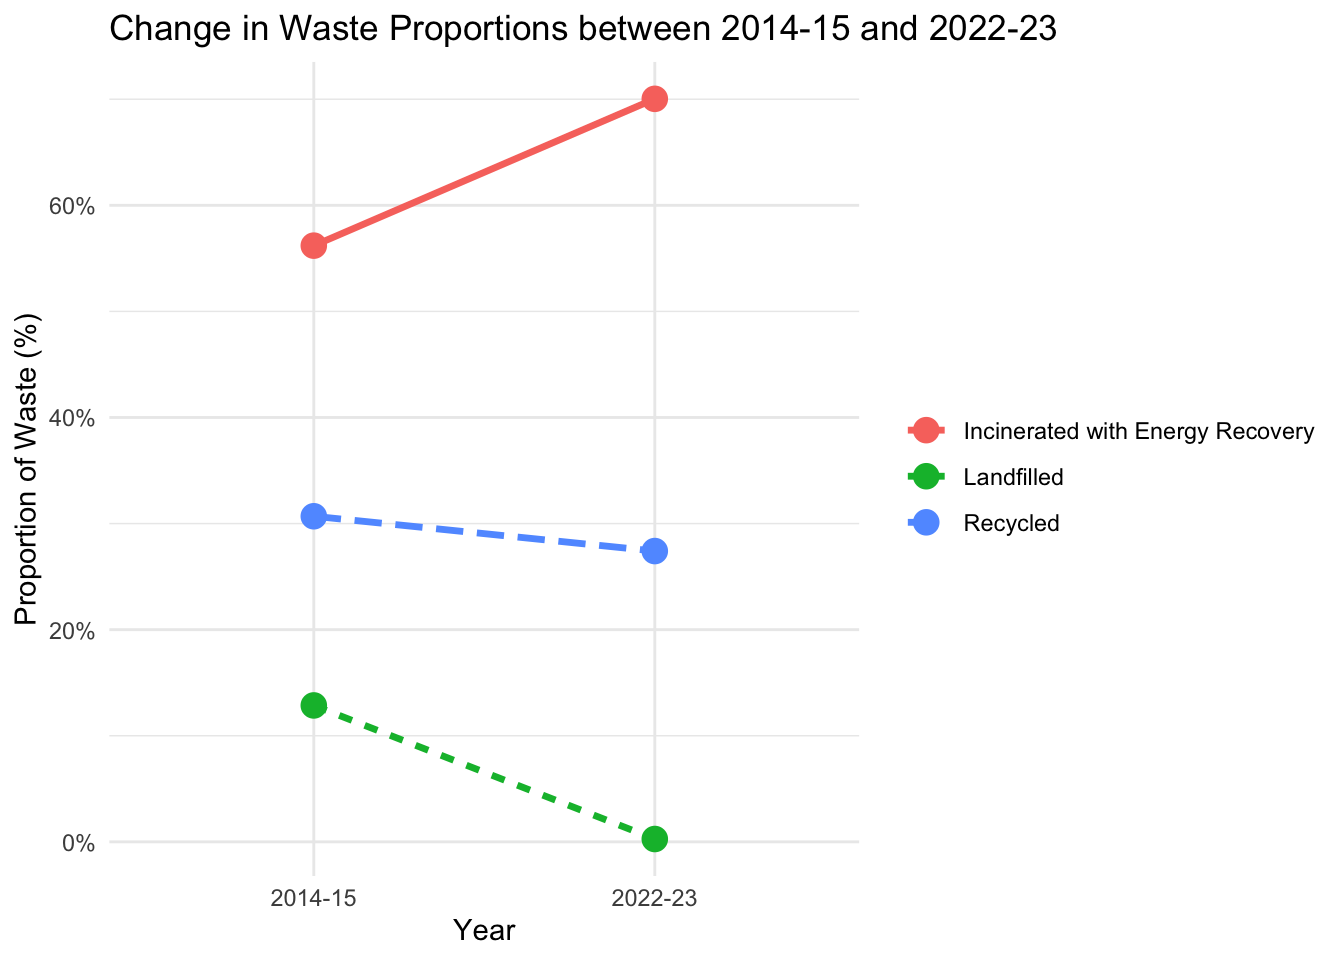 Change in Waste Proportions between 2014-15 and 2022-23
Proportion of Waste (%)
60%
40%
20%
0%
2014-15
2022-23
Year
Incinerated with Energy Recovery
Landfilled
Recycled